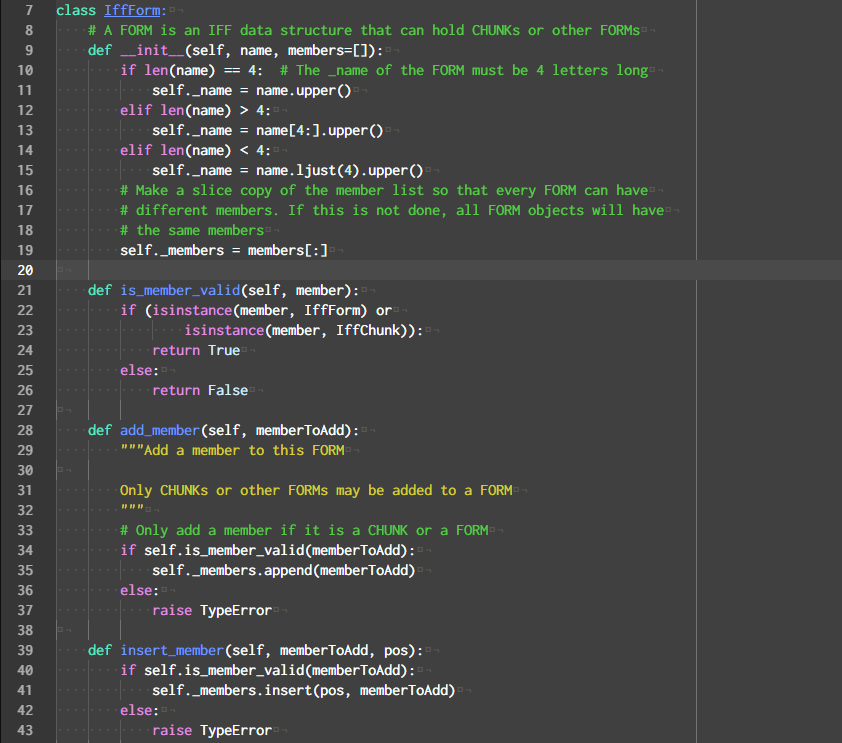 7 class IffForm:
8     # A FORM is an IFF data structure that can hold CHUNKs or other FORMs
9     def __init__(self, name, members=[]):
10         if len(name) == 4:  # The _name of the FORM must be 4 letters long
11             self._name = name.upper()
12         elif len(name) > 4:
13             self._name = name[4:].upper()
14         elif len(name) < 4:
15             self._name = name.ljust(4).upper()
16         # Make a slice copy of the member list so that every FORM can have
17         # different members. If this is not done, all FORM objects will have
18         # the same members
19         self._members = members[:]
20
21     def is_member_valid(self, member):
22         if (isinstance(member, IffForm) or
23                 isinstance(member, IffChunk)):
24             return True
25         else:
26             return False
27
28     def add_member(self, memberToAdd):
29         """Add a member to this FORM
30
31         Only CHUNKs or other FORMs may be added to a FORM
32         """
33         # Only add a member if it is a CHUNK or a FORM
34         if self.is_member_valid(memberToAdd):
35             self._members.append(memberToAdd)
36         else:
37             raise TypeError
38
39     def insert_member(self, memberToAdd, pos):
40         if self.is_member_valid(memberToAdd):
41             self._members.insert(pos, memberToAdd)
42         else:
43             raise TypeError